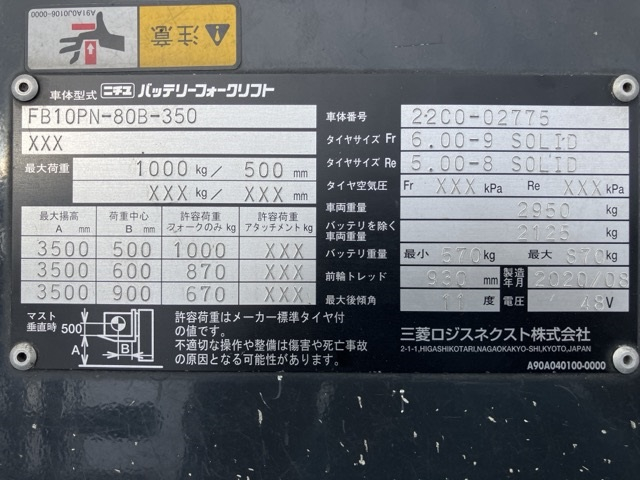 A91A0J0106-0000
注意
車体型式 ニチユ バッテリーフォークリフト
FB10PN-80B-350
XXX
最大荷重 1000 kg / 500 mm
XXX kg / XXX mm
最大揚高 A mm 荷重中心 B mm 許容荷重 フォークのみ kg 許容荷重 アタッチメント kg
3500 500 1000 XXX
3500 600 870 XXX
3500 900 670 XXX
マスト垂直時 500 A B
許容荷重はメーカー標準タイヤ付
の値です。
不適切な操作や整備は傷害や死亡事故
の原因となる可能性があります。
車体番号 22C0-02775
タイヤサイズ Fr 6.00-9 SOLID
タイヤサイズ Re 5.00-8 SOLID
タイヤ空気圧 Fr XXX kPa Re XXX kPa
車両重量 2950 kg
バッテリを除く車両重量 2125 kg
バッテリ重量 最小 570 kg 最大 870 kg
前輪トレッド 930 mm 製造年月 2020/08
最大後傾角 11 度 電圧 48 V
三菱ロジスネクスト株式会社
2-1-1,HIGASHIKOTARI,NAGAOKAKYO-SHI,KYOTO,JAPAN
A90A040100-0000